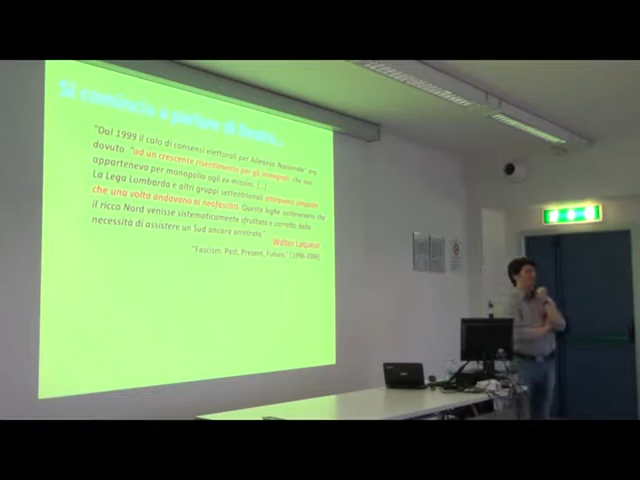 Si comincia a parlare di Destra...
"Dal 1999 il calo di consensi elettorali per Alleanza Nazionale" era
dovuto "ad un crescente risentimento per gli immigrati, che non
apparteneva per monopolio agli ex missini. [...]
La Lega Lombarda e altri gruppi settentrionali attiravano simpatie
che una volta andavano ai neofascisti. Queste leghe sostenevano che
il ricco Nord venisse sistematicamente sfruttato e corrotto dalla
necessità di assistere un Sud ancora arretrato"
Walter Laqueur
"Fascism. Past, Present, Future." (1996-2004)